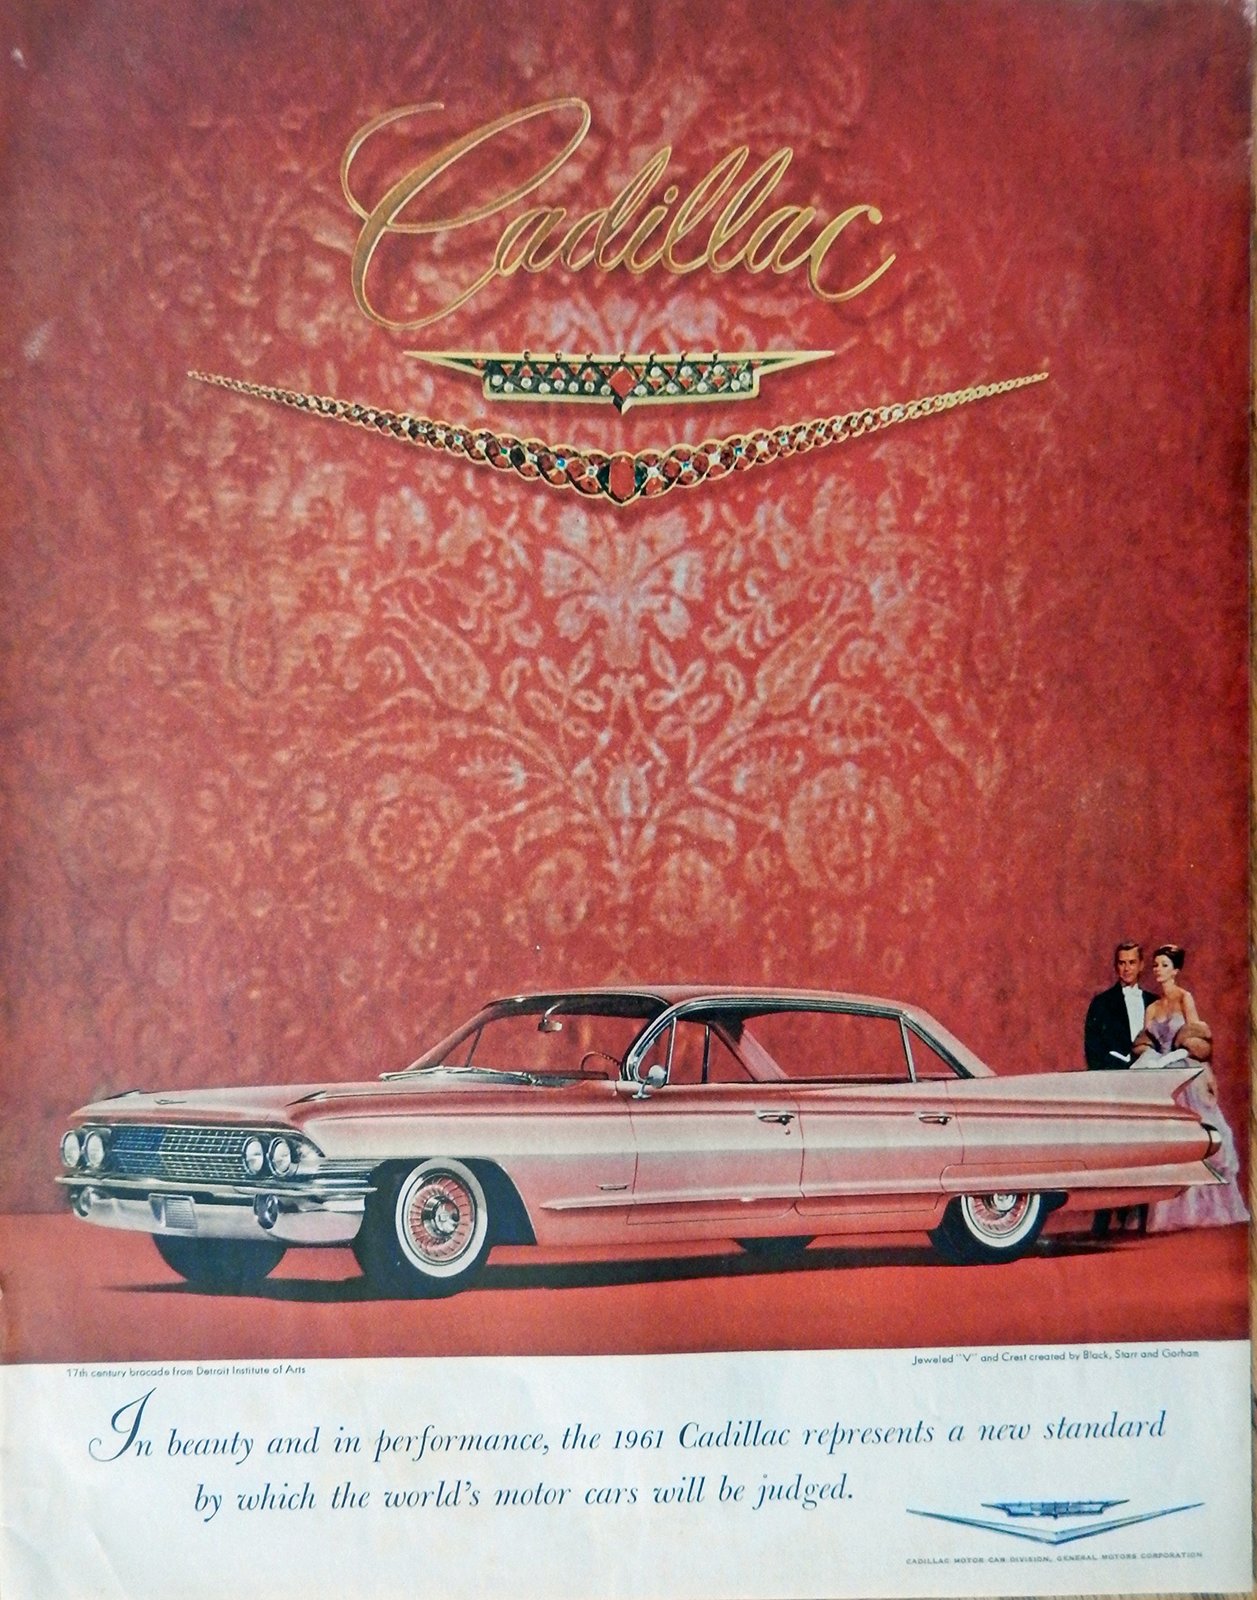 Cadillac
17th century brocade from Detroit Institute of Arts
Jeweled "V" and Crest created by Black, Starr and Gorham
In beauty and in performance, the 1961 Cadillac represents a new standard
by which the world's motor cars will be judged.
CADILLAC MOTOR CAR DIVISION, GENERAL MOTORS CORPORATION